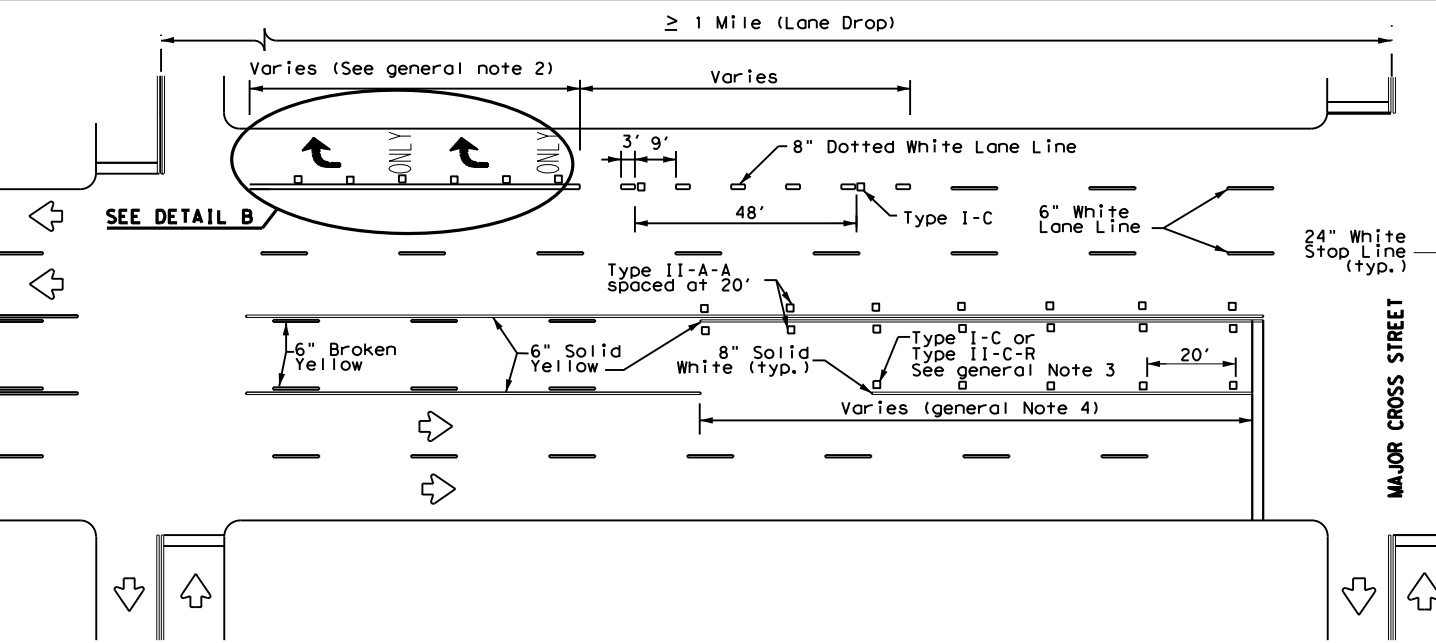 ≥ 1 Mile (Lane Drop)
Varies (See general note 2)
Varies
ONLY
ONLY
3' 9'
8" Dotted White Lane Line
SEE DETAIL B
48'
Type I-C
6" White
Lane Line
24" White
Stop Line
(typ.)
Type II-A-A
spaced at 20'
6" Broken
Yellow
6" Solid
Yellow
8" Solid
White (typ.)
Type I-C or
Type II-C-R
See general Note 3
20'
Varies (general Note 4)
MAJOR CROSS STREET